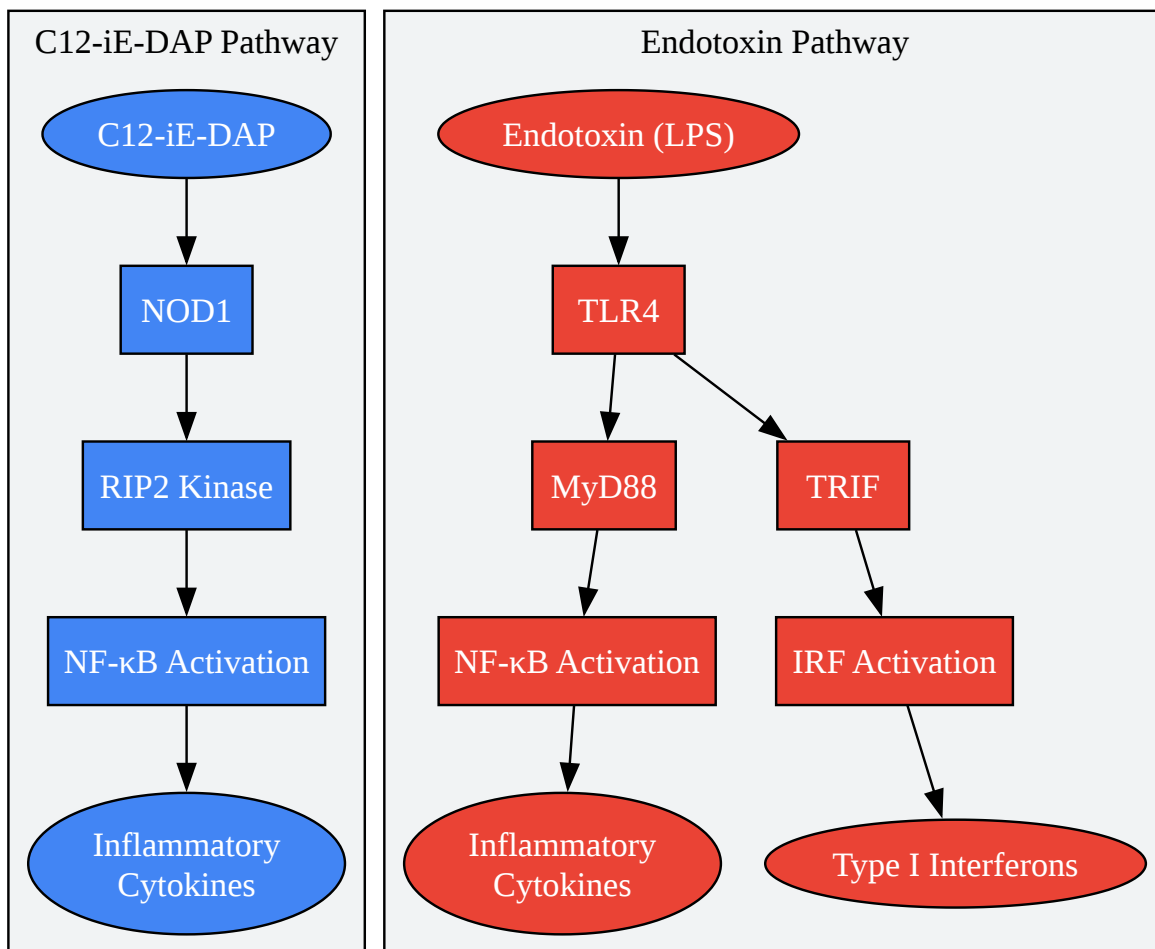 C12-iE-DAP Pathway
C12-iE-DAP
NOD1
RIP2 Kinase
NF-κB Activation
Inflammatory
Cytokines
Endotoxin Pathway
Endotoxin (LPS)
TLR4
MyD88
TRIF
NF-κB Activation
IRF Activation
Inflammatory
Cytokines
Type I Interferons